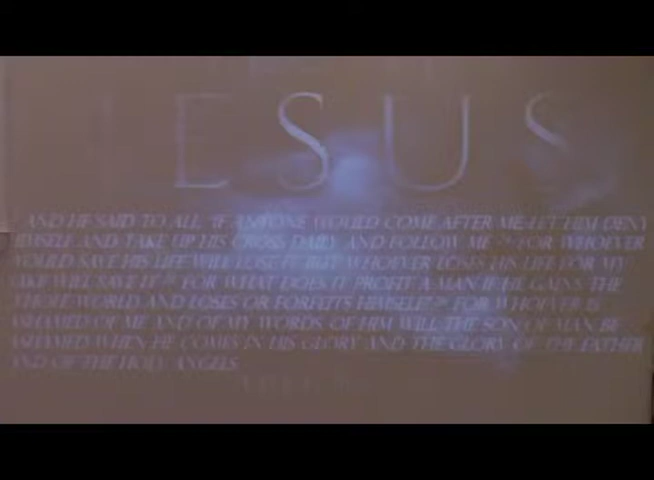 JESUS
AND HE SAID TO ALL, "IF ANYONE WOULD COME AFTER ME, LET HIM DENY
HIMSELF AND TAKE UP HIS CROSS DAILY AND FOLLOW ME. 24 FOR WHOEVER
WOULD SAVE HIS LIFE WILL LOSE IT, BUT WHOEVER LOSES HIS LIFE FOR MY
SAKE WILL SAVE IT. 25 FOR WHAT DOES IT PROFIT A MAN IF HE GAINS THE
WHOLE WORLD AND LOSES OR FORFEITS HIMSELF? 26 FOR WHOEVER IS
ASHAMED OF ME AND OF MY WORDS, OF HIM WILL THE SON OF MAN BE
ASHAMED WHEN HE COMES IN HIS GLORY AND THE GLORY OF THE FATHER
AND OF THE HOLY ANGELS